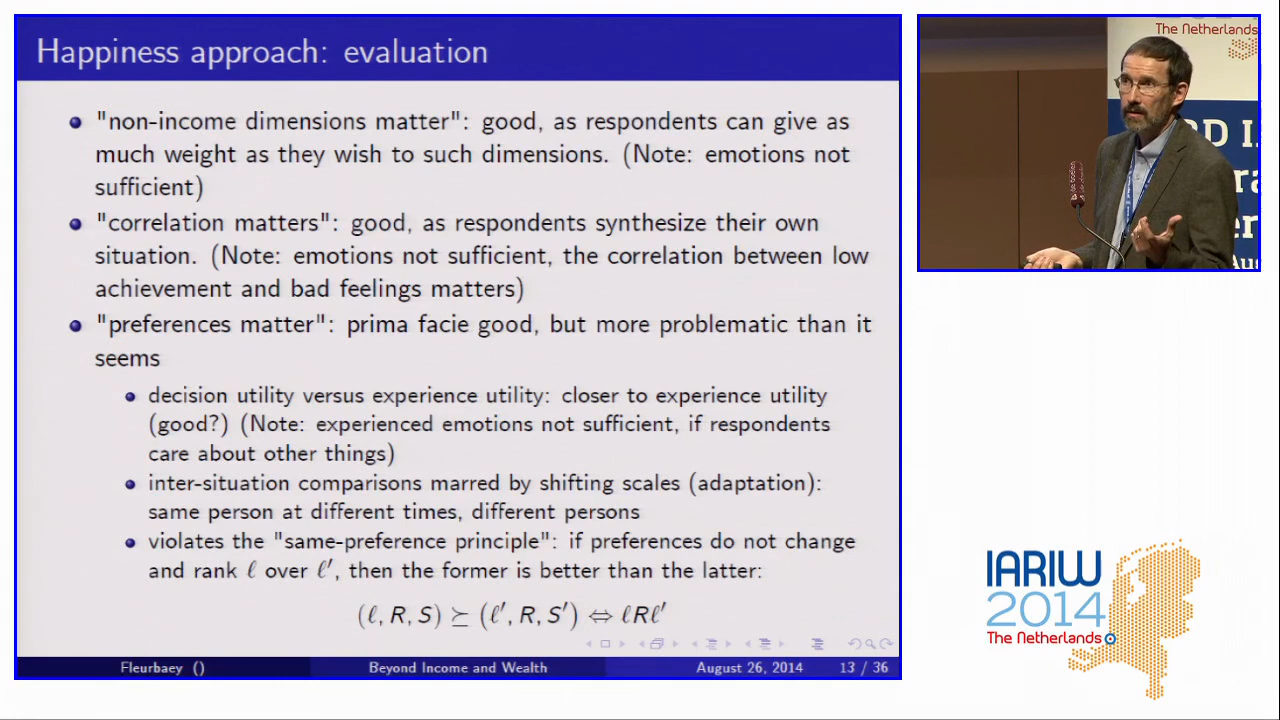 Happiness approach: evaluation
"non-income dimensions matter": good, as respondents can give as
much weight as they wish to such dimensions. (Note: emotions not
sufficient)
"correlation matters": good, as respondents synthesize their own
situation. (Note: emotions not sufficient, the correlation between low
achievement and bad feelings matters)
"preferences matter": prima facie good, but more problematic than it
seems
decision utility versus experience utility: closer to experience utility
(good?) (Note: experienced emotions not sufficient, if respondents
care about other things)
inter-situation comparisons marred by shifting scales (adaptation):
same person at different times, different persons
violates the "same-preference principle": if preferences do not change
and rank ℓ over ℓ′, then the former is better than the latter:
(ℓ, R, S) ⪰ (ℓ′, R, S′) ⇔ ℓRℓ′
Fleurbaey ()
Beyond Income and Wealth
August 26, 2014
13 / 36
The Netherlands
IARIW
2014
The Netherlands